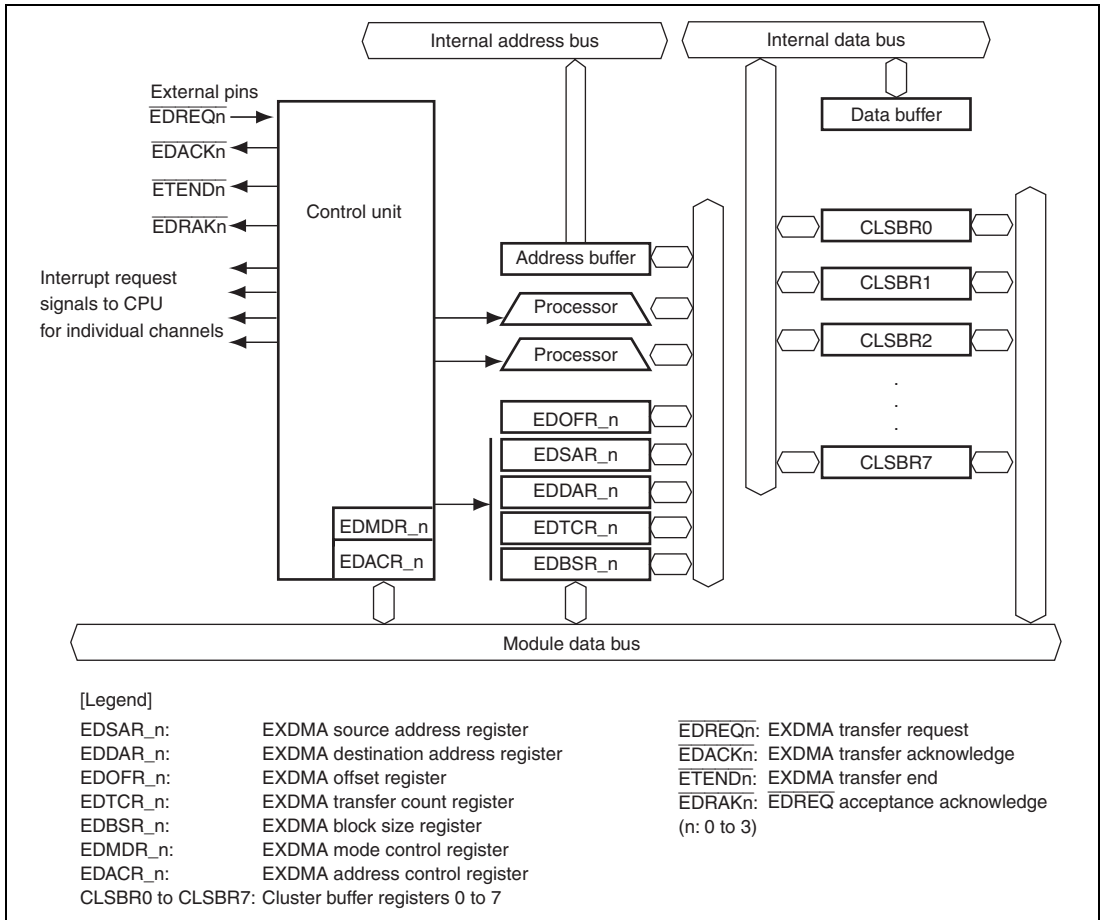 Internal address bus
Internal data bus
External pins
EDREQn
EDACKn
ETENDn
EDRAKn
Interrupt request
signals to CPU
for individual channels
Control unit
EDMDR_n
EDACR_n
Address buffer
Processor
Processor
EDOFR_n
EDSAR_n
EDDAR_n
EDTCR_n
EDBSR_n
Data buffer
CLSBR0
CLSBR1
CLSBR2
.
.
.
CLSBR7
Module data bus
[Legend]
EDSAR_n: EXDMA source address register
EDDAR_n: EXDMA destination address register
EDOFR_n: EXDMA offset register
EDTCR_n: EXDMA transfer count register
EDBSR_n: EXDMA block size register
EDMDR_n: EXDMA mode control register
EDACR_n: EXDMA address control register
CLSBR0 to CLSBR7: Cluster buffer registers 0 to 7
EDREQn: EXDMA transfer request
EDACKn: EXDMA transfer acknowledge
ETENDn: EXDMA transfer end
EDRAKn: EDREQ acceptance acknowledge
(n: 0 to 3)